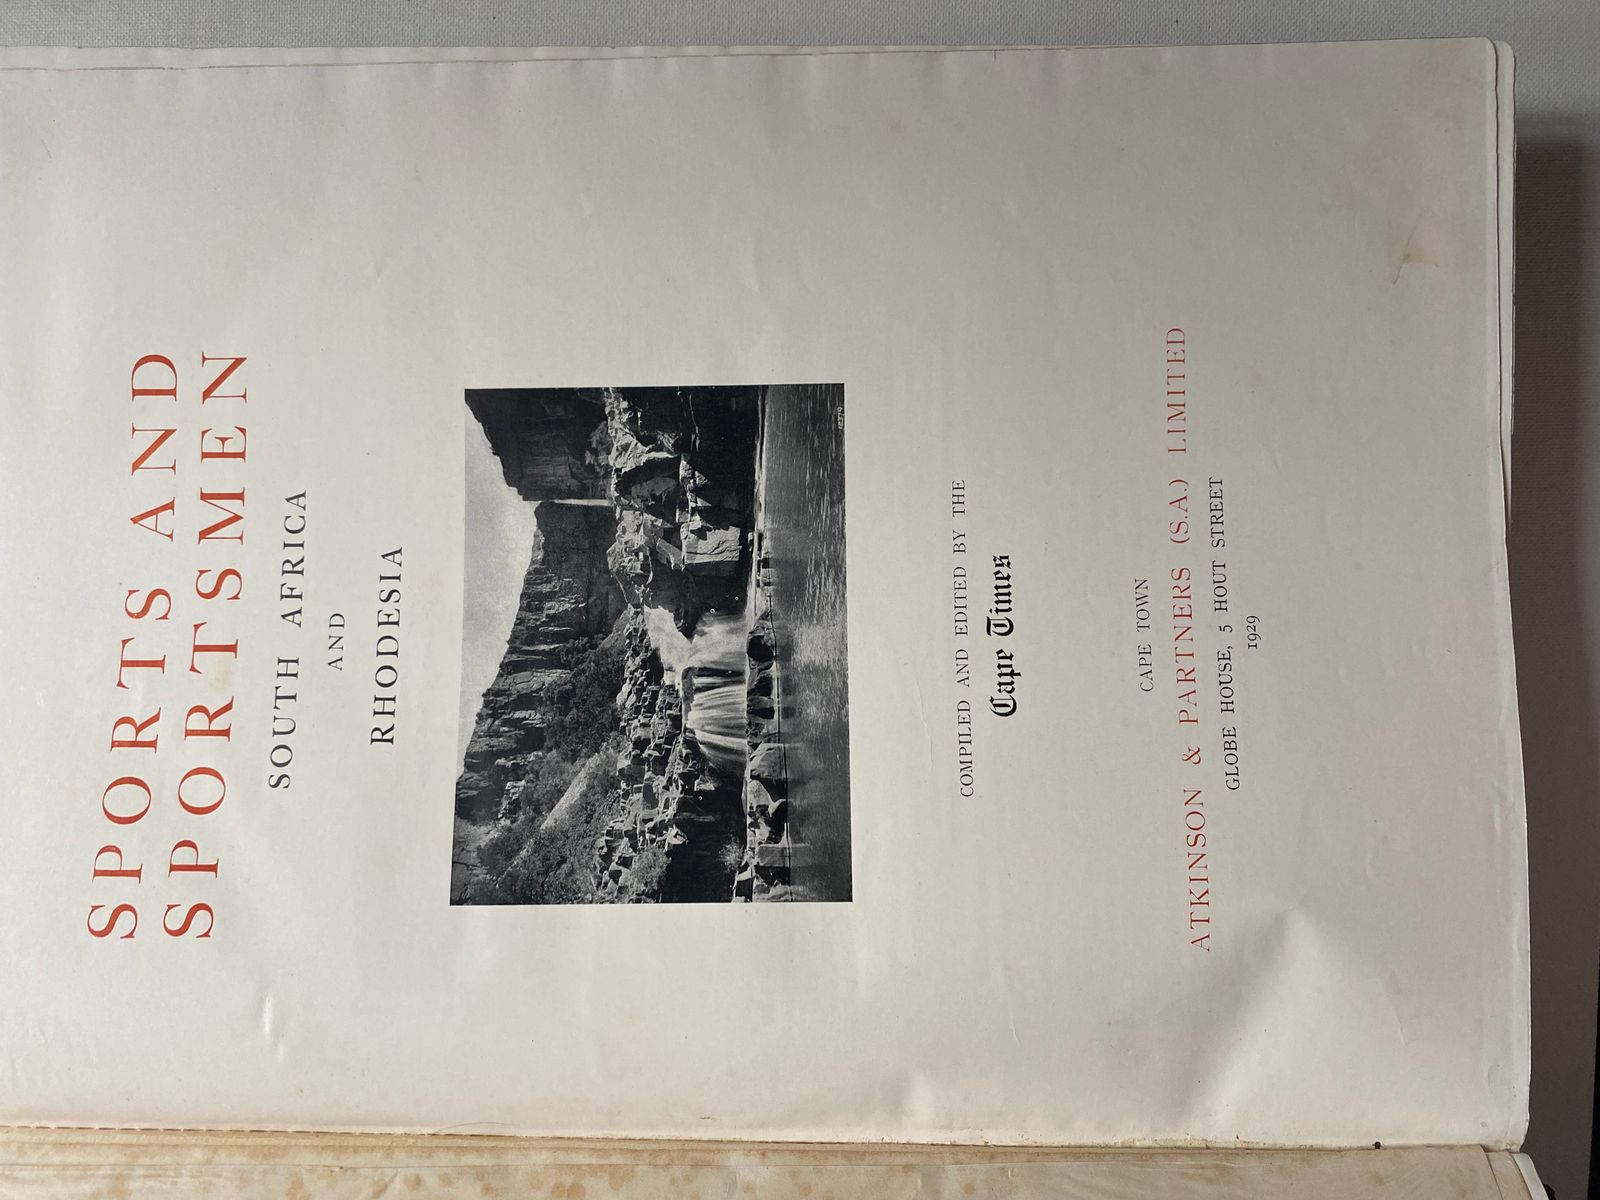 SPORTS AND
SPORTSMEN
SOUTH AFRICA
AND
RHODESIA
COMPILED AND EDITED BY THE
Cape Times
CAPE TOWN
ATKINSON & PARTNERS (S.A.) LIMITED
GLOBE HOUSE, 5 HOUT STREET
1929